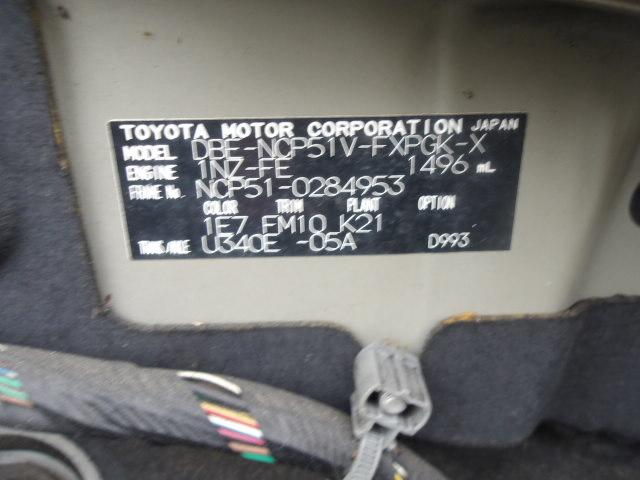 TOYOTA MOTOR CORPORATION JAPAN
MODEL DBE-NCP51V-FXPGK-X
ENGINE 1NZ-FE 1496 mL
FRAME No. NCP51-0284953
COLOR TRIM PLANT OPTION
1E7 FM10 K21
TRANS/AXLE U340E -05A D993